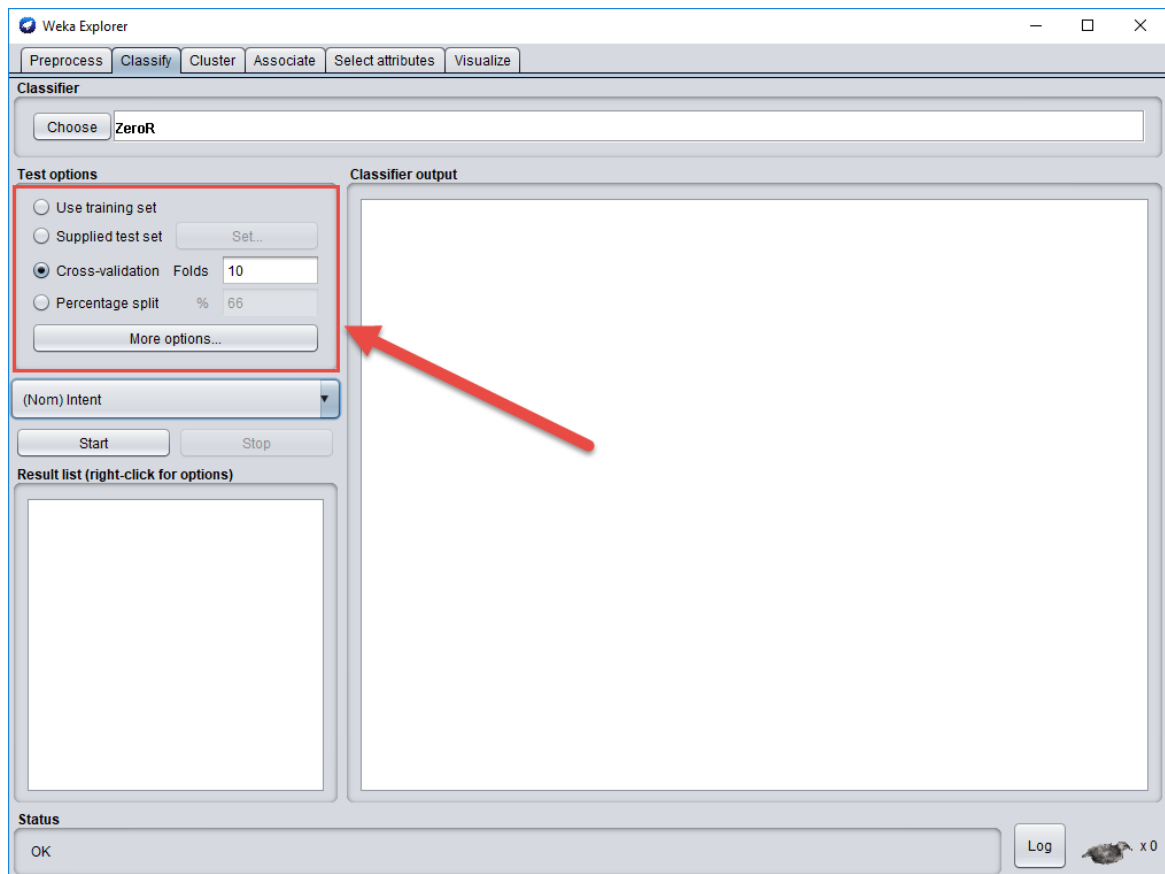 Weka Explorer
Preprocess Classify Cluster Associate Select attributes Visualize
Classifier
Choose ZeroR
Test options
Use training set
Supplied test set Set...
Cross-validation Folds 10
Percentage split % 66
More options...
(Nom) Intent
Start Stop
Result list (right-click for options)
Classifier output
Status
OK
Log x 0